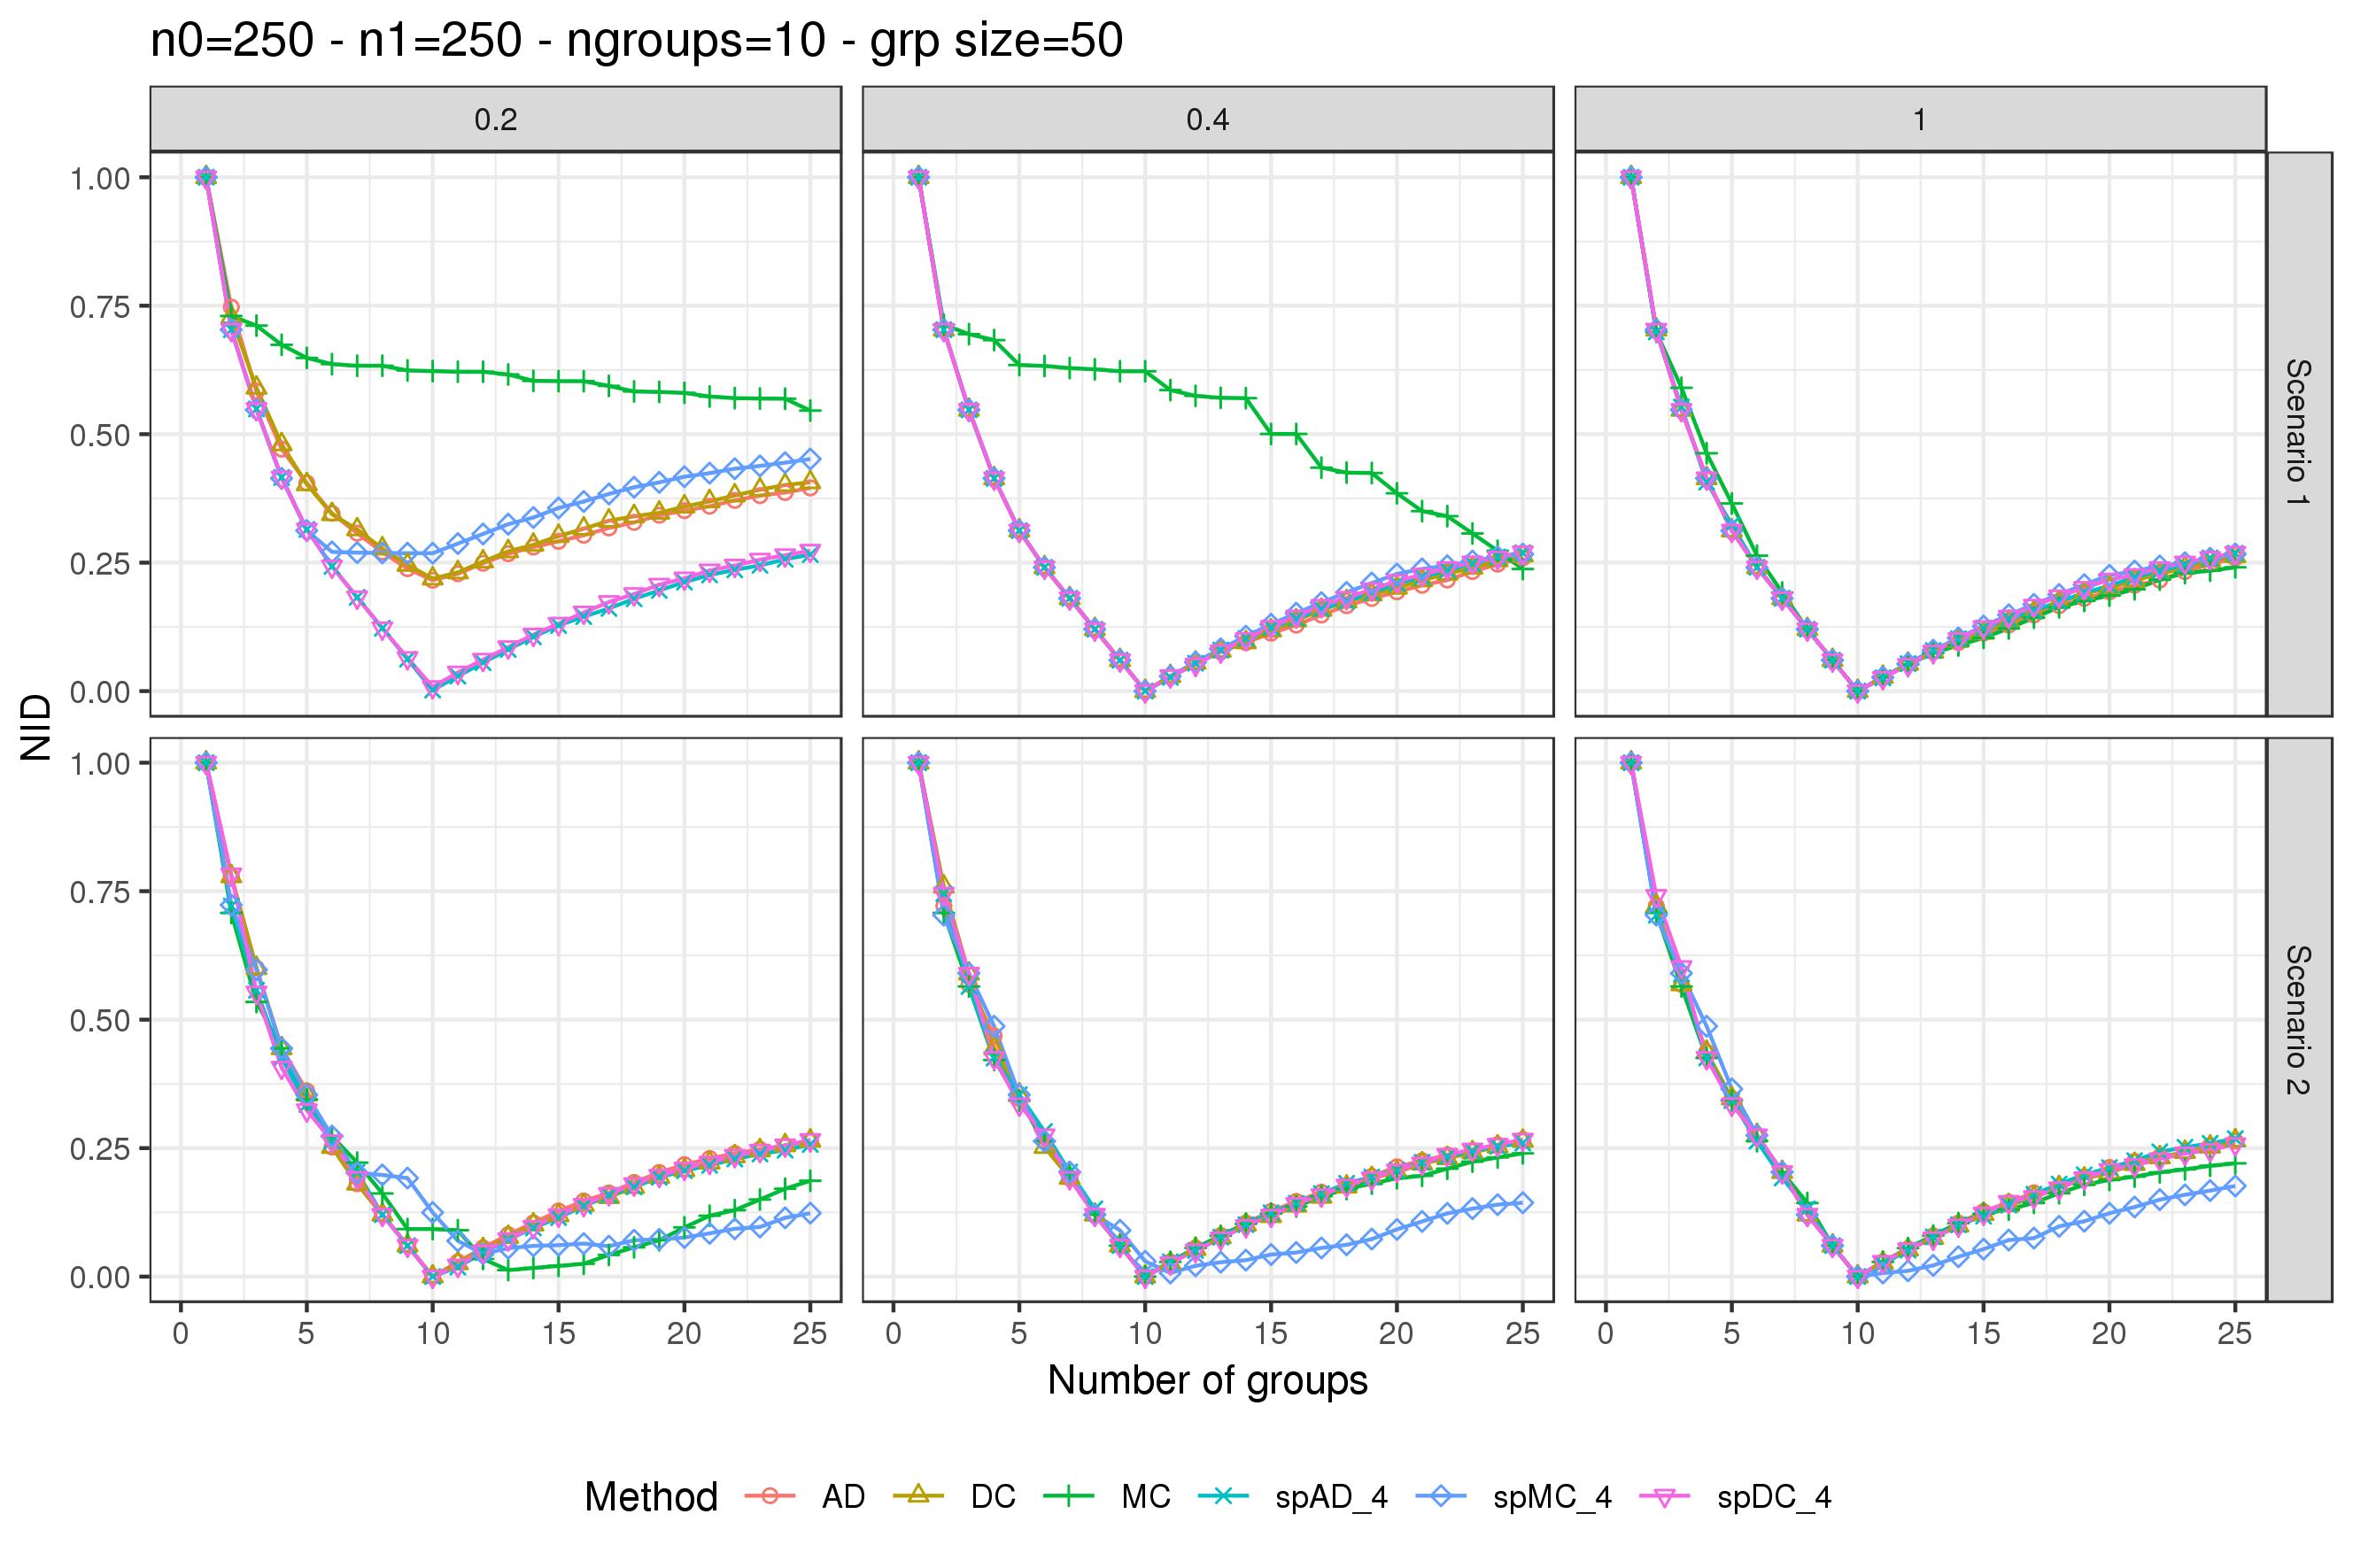 n0=250 - n1=250 - ngroups=10 - grp size=50
0.2 0.4 1
1.00
0.75
0.50
0.25
0.00
Scenario 1
NID
1.00
0.75
0.50
0.25
0.00
Scenario 2
0 5 10 15 20 25 0 5 10 15 20 25 0 5 10 15 20 25
Number of groups
Method AD DC MC spAD_4 spMC_4 spDC_4